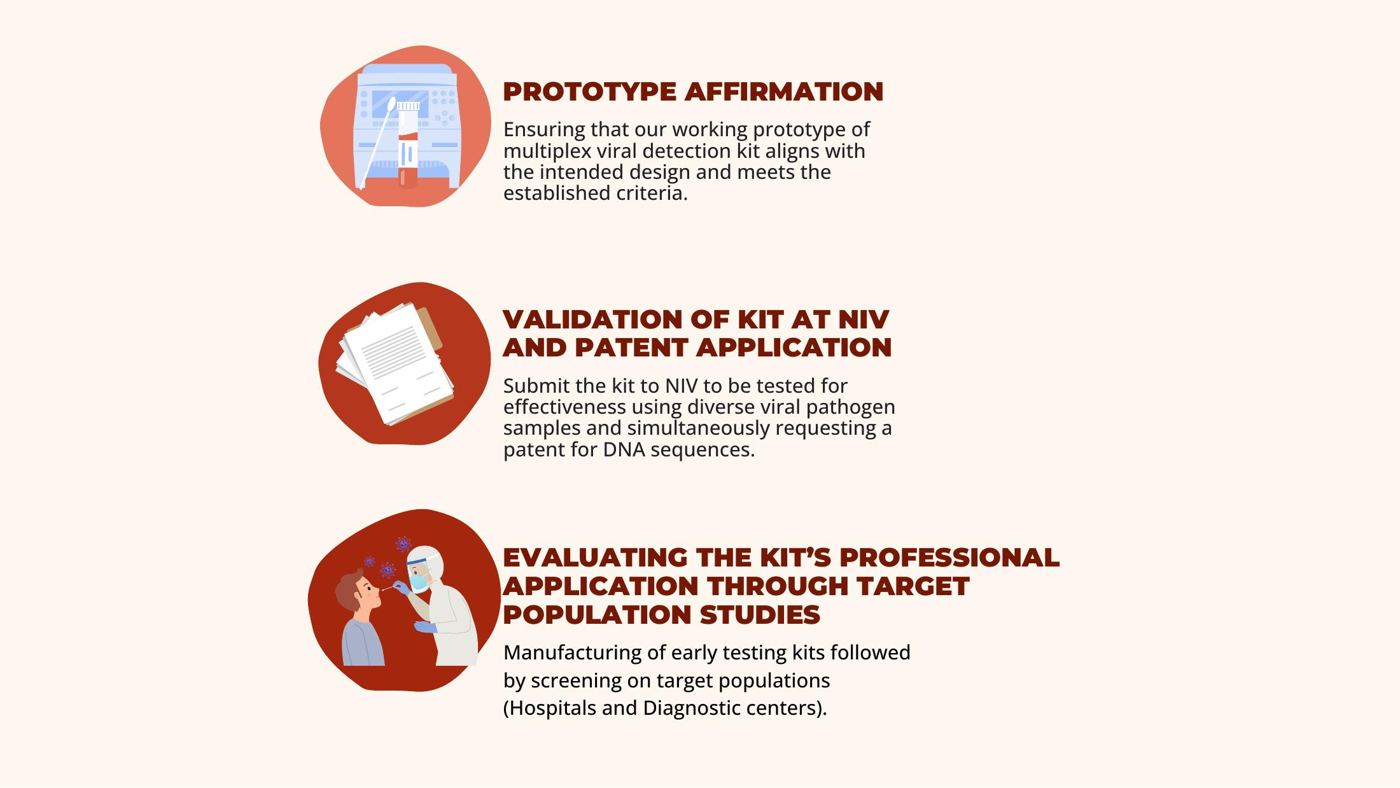 PROTOTYPE AFFIRMATION
Ensuring that our working prototype of
multiplex viral detection kit aligns with
the intended design and meets the
established criteria.
VALIDATION OF KIT AT NIV
AND PATENT APPLICATION
Submit the kit to NIV to be tested for
effectiveness using diverse viral pathogen
samples and simultaneously requesting a
patent for DNA sequences.
EVALUATING THE KIT’S PROFESSIONAL
APPLICATION THROUGH TARGET
POPULATION STUDIES
Manufacturing of early testing kits followed
by screening on target populations
(Hospitals and Diagnostic centers).